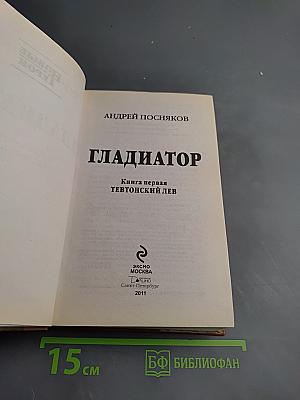 АНДРЕЙ ПОСНЯКОВ
ГЛАДИАТОР
Книга первая
ТЕВТОНСКИЙ ЛЕВ
ЭКСМО
МОСКВА
Санкт-Петербург
2011
15 см
БФ БИБЛИОФАН